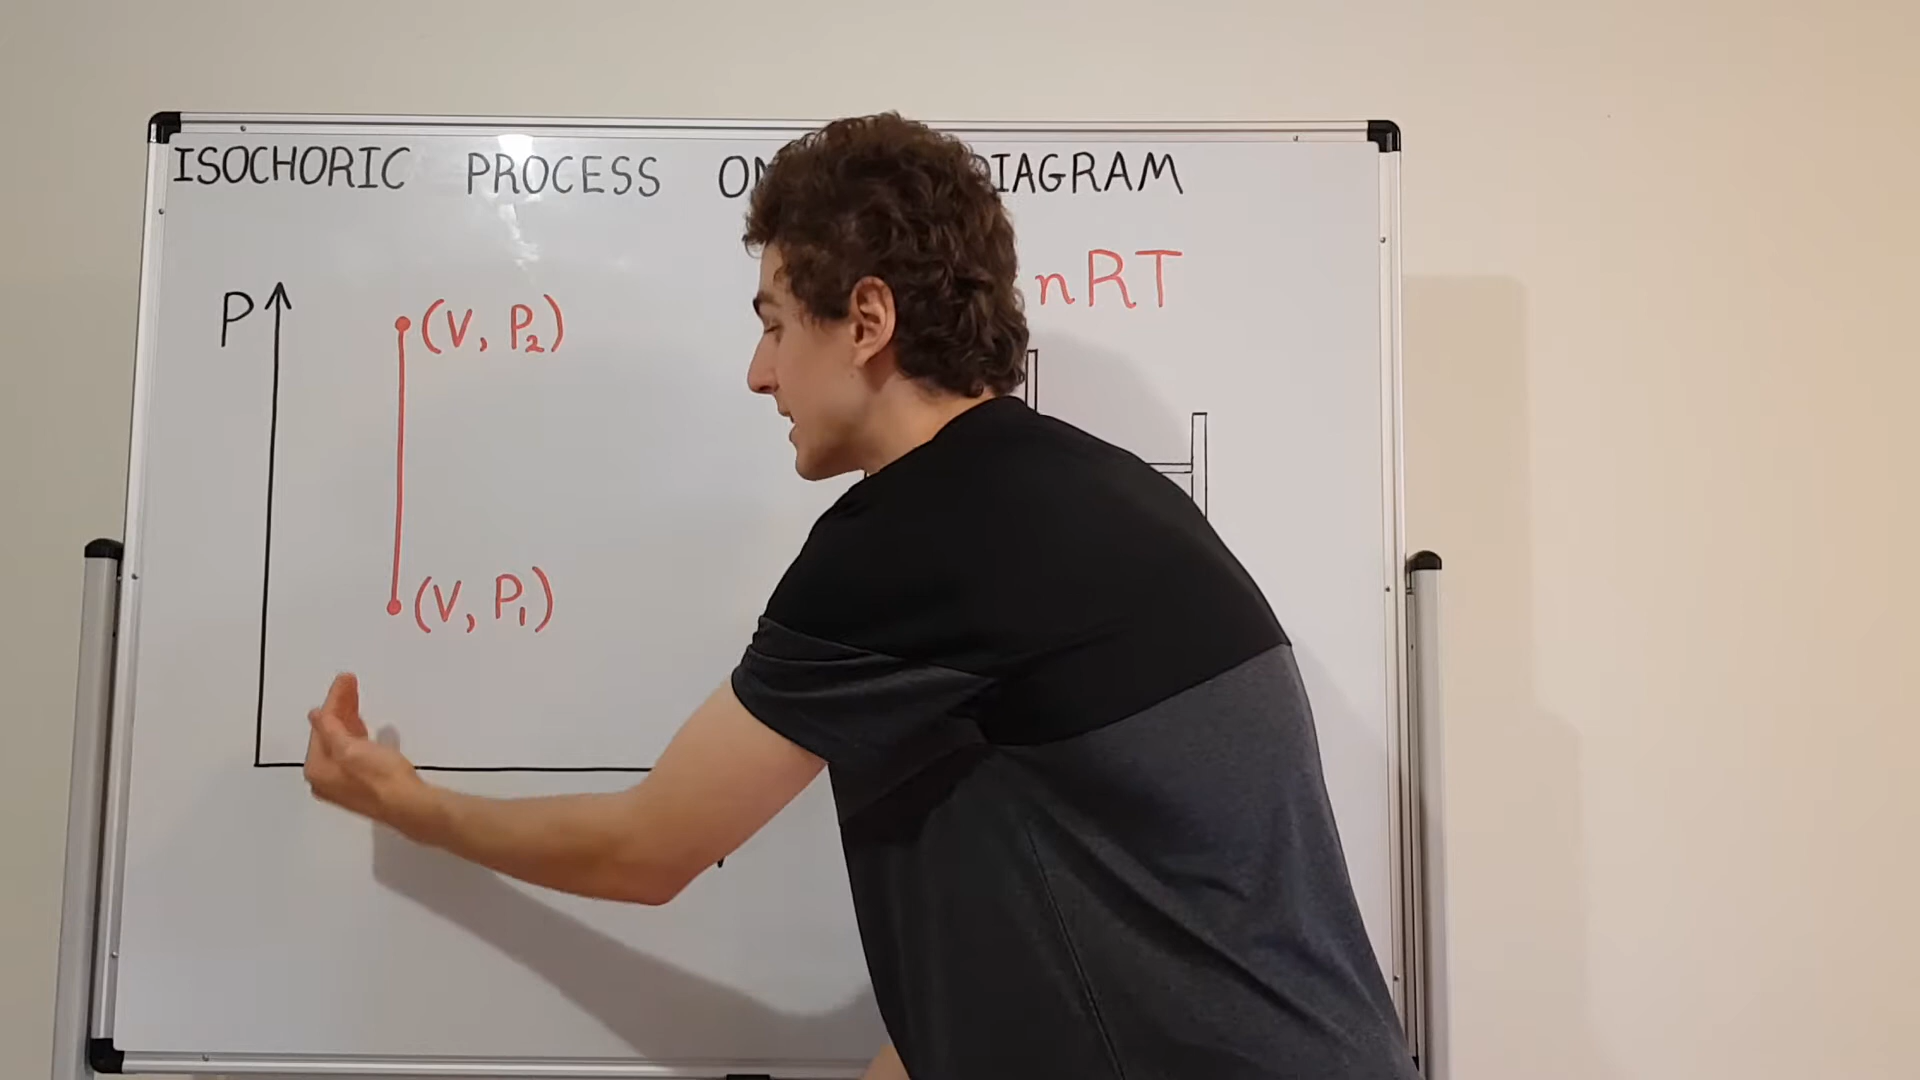 ISOCHORIC PROCESS ON DIAGRAM
nRT
P
(V, P₂)
(V, P₁)